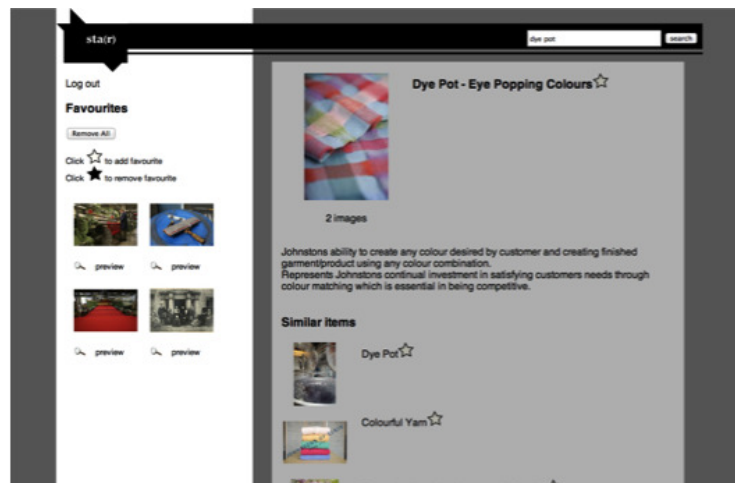 sta(r)
dye pot
search
Log out
Favourites
Remove All
Click to add favourite
Click to remove favourite
preview
preview
preview
preview
Dye Pot - Eye Popping Colours
2 images
Johnstons ability to create any colour desired by customer and creating finished
garment/product using any colour combination.
Represents Johnstons continual investment in satisfying customers needs through
colour matching which is essential in being competitive.
Similar items
Dye Pot
Colourful Yarn